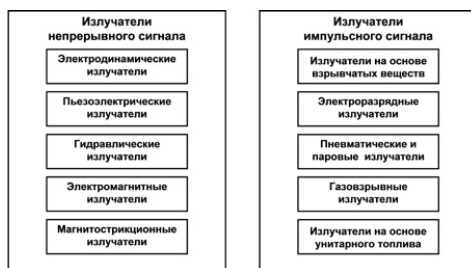 Излучатели
непрерывного сигнала
Электродинамические
излучатели
Пьезоэлектрические
излучатели
Гидравлические
излучатели
Электромагнитные
излучатели
Магнитострикционные
излучатели
Излучатели
импульсного сигнала
Излучатели на основе
взрывчатых веществ
Электроразрядные
излучатели
Пневматические и
паровые излучатели
Газовзрывные
излучатели
Излучатели на основе
унитарного топлива